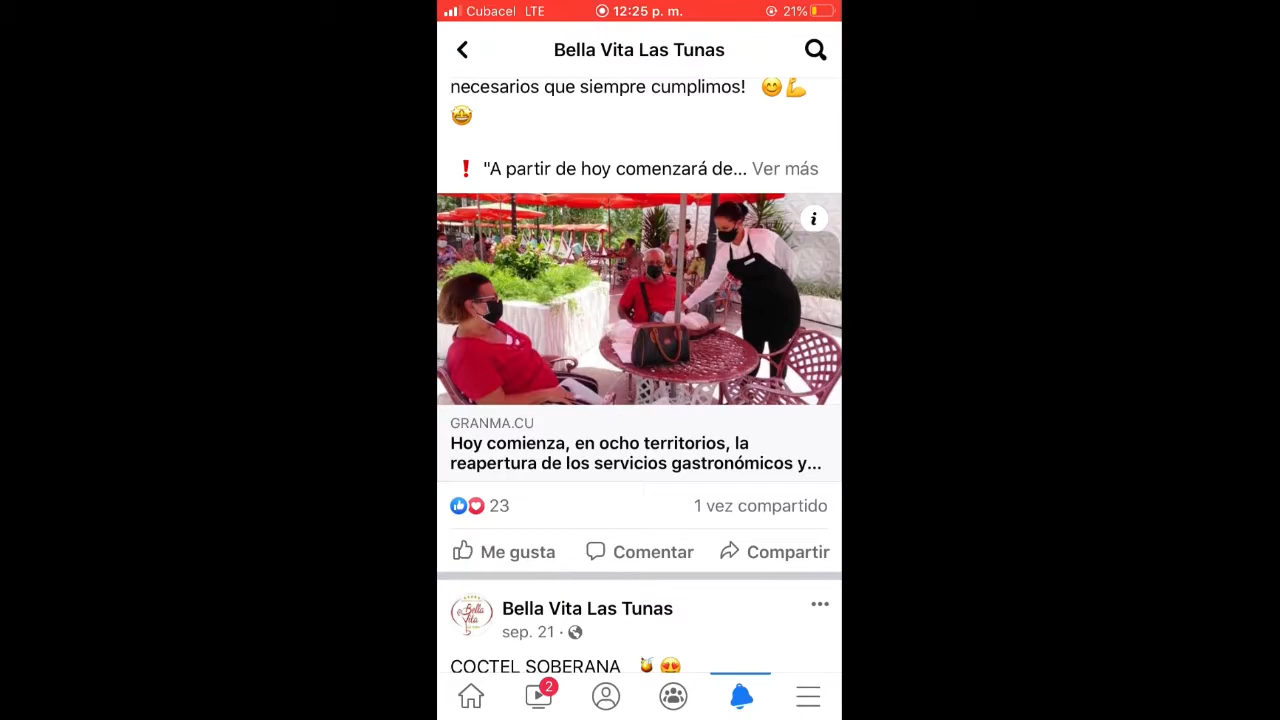 Cubacel LTE 12:25 p. m. 21%
Bella Vita Las Tunas
necesarios que siempre cumplimos! 😊💪
🤩
❗ "A partir de hoy comenzará de... Ver más
i
GRANMA.CU
Hoy comienza, en ocho territorios, la
reapertura de los servicios gastronómicos y...
23 1 vez compartido
Me gusta Comentar Compartir
Bella Vita
Bella Vita Las Tunas
sep. 21 ·
COCTEL SOBERANA 🍹😍
2